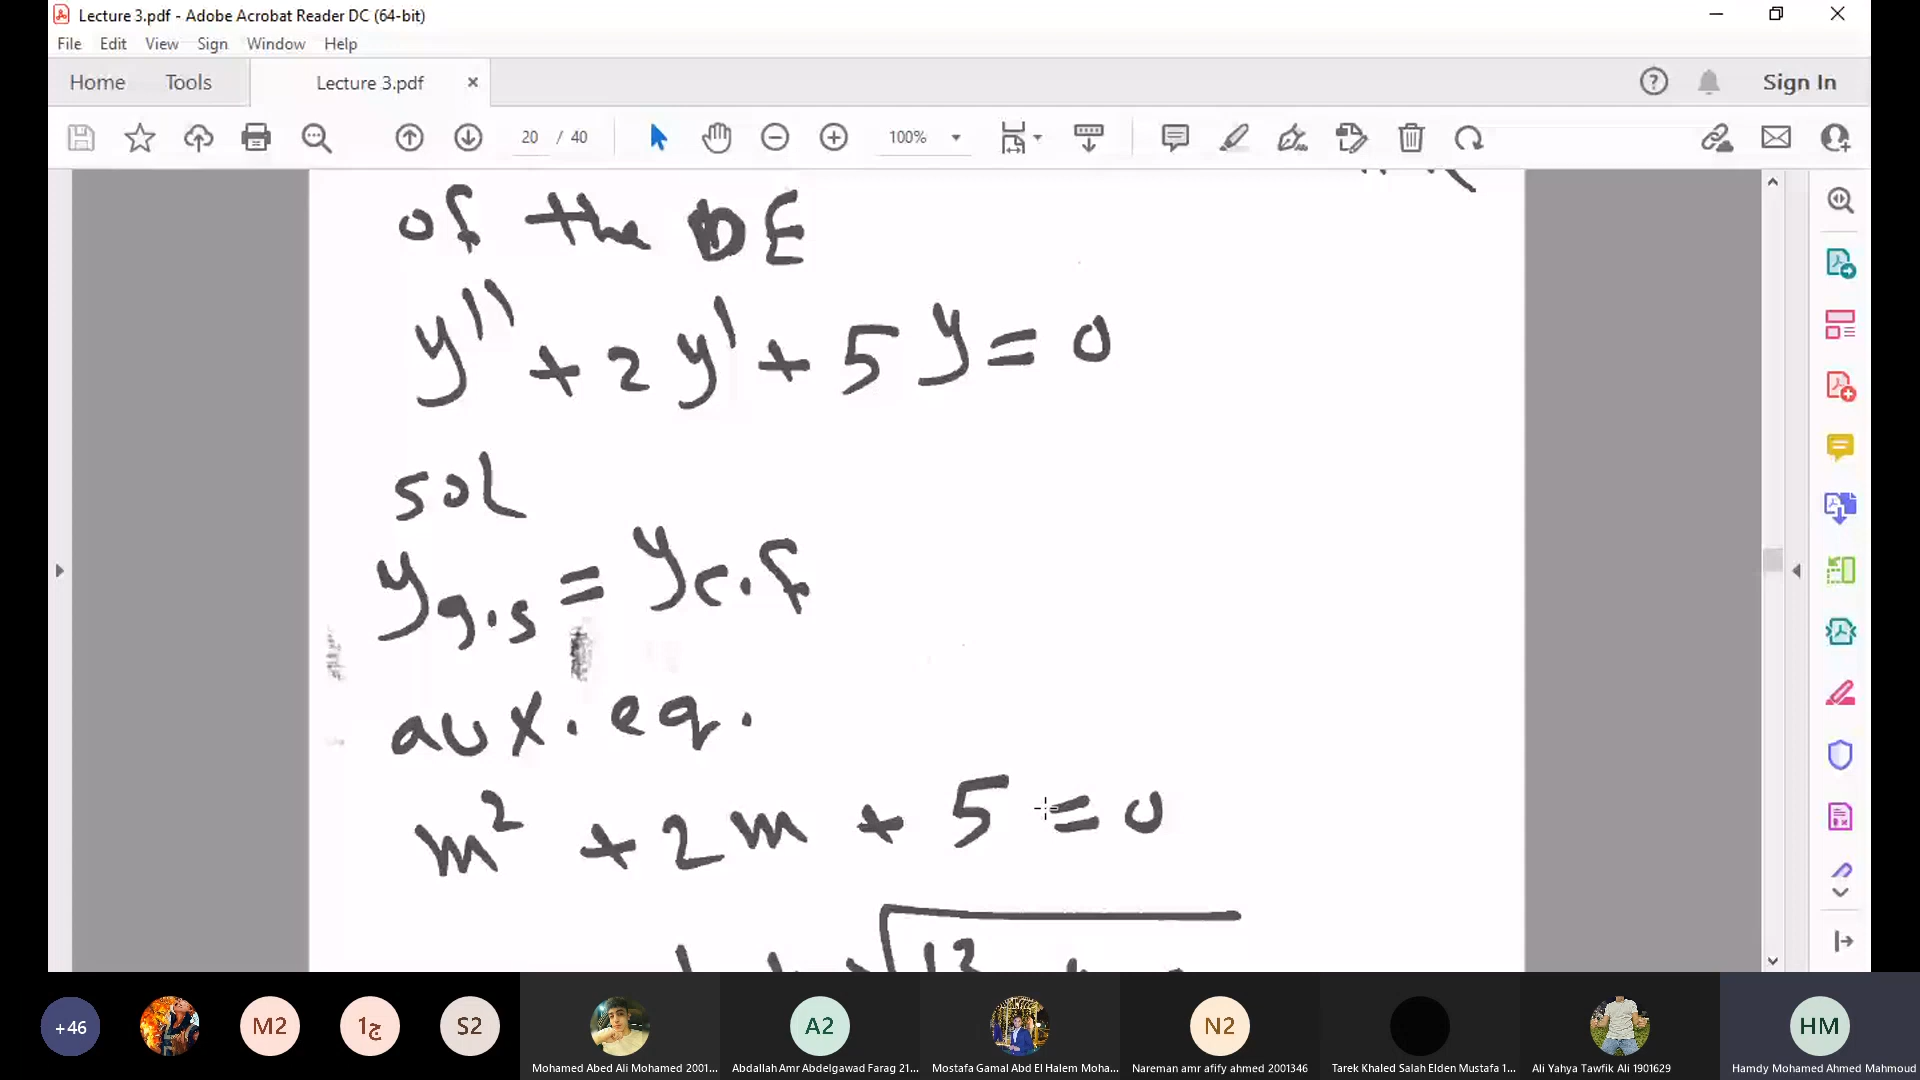 Lecture 3.pdf - Adobe Acrobat Reader DC (64-bit)
File Edit View Sign Window Help
Home Tools Lecture 3.pdf × Sign In
20 / 40 100%
of the DE
y'' + 2y' + 5y = 0
sol
y g.s = y c.f
aux. eq.
m² + 2m + 5 = 0
+46 M2 ج1 S2 A2 N2 HM
Mohamed Abed Ali Mohamed 2001... Abdallah Amr Abdelgawad Farag 21... Mostafa Gamal Abd El Halem Moha... Nareman amr afify ahmed 2001346 Tarek Khaled Salah Elden Mustafa 1... Ali Yahya Tawfik Ali 1901629 Hamdy Mohamed Ahmed Mahmoud